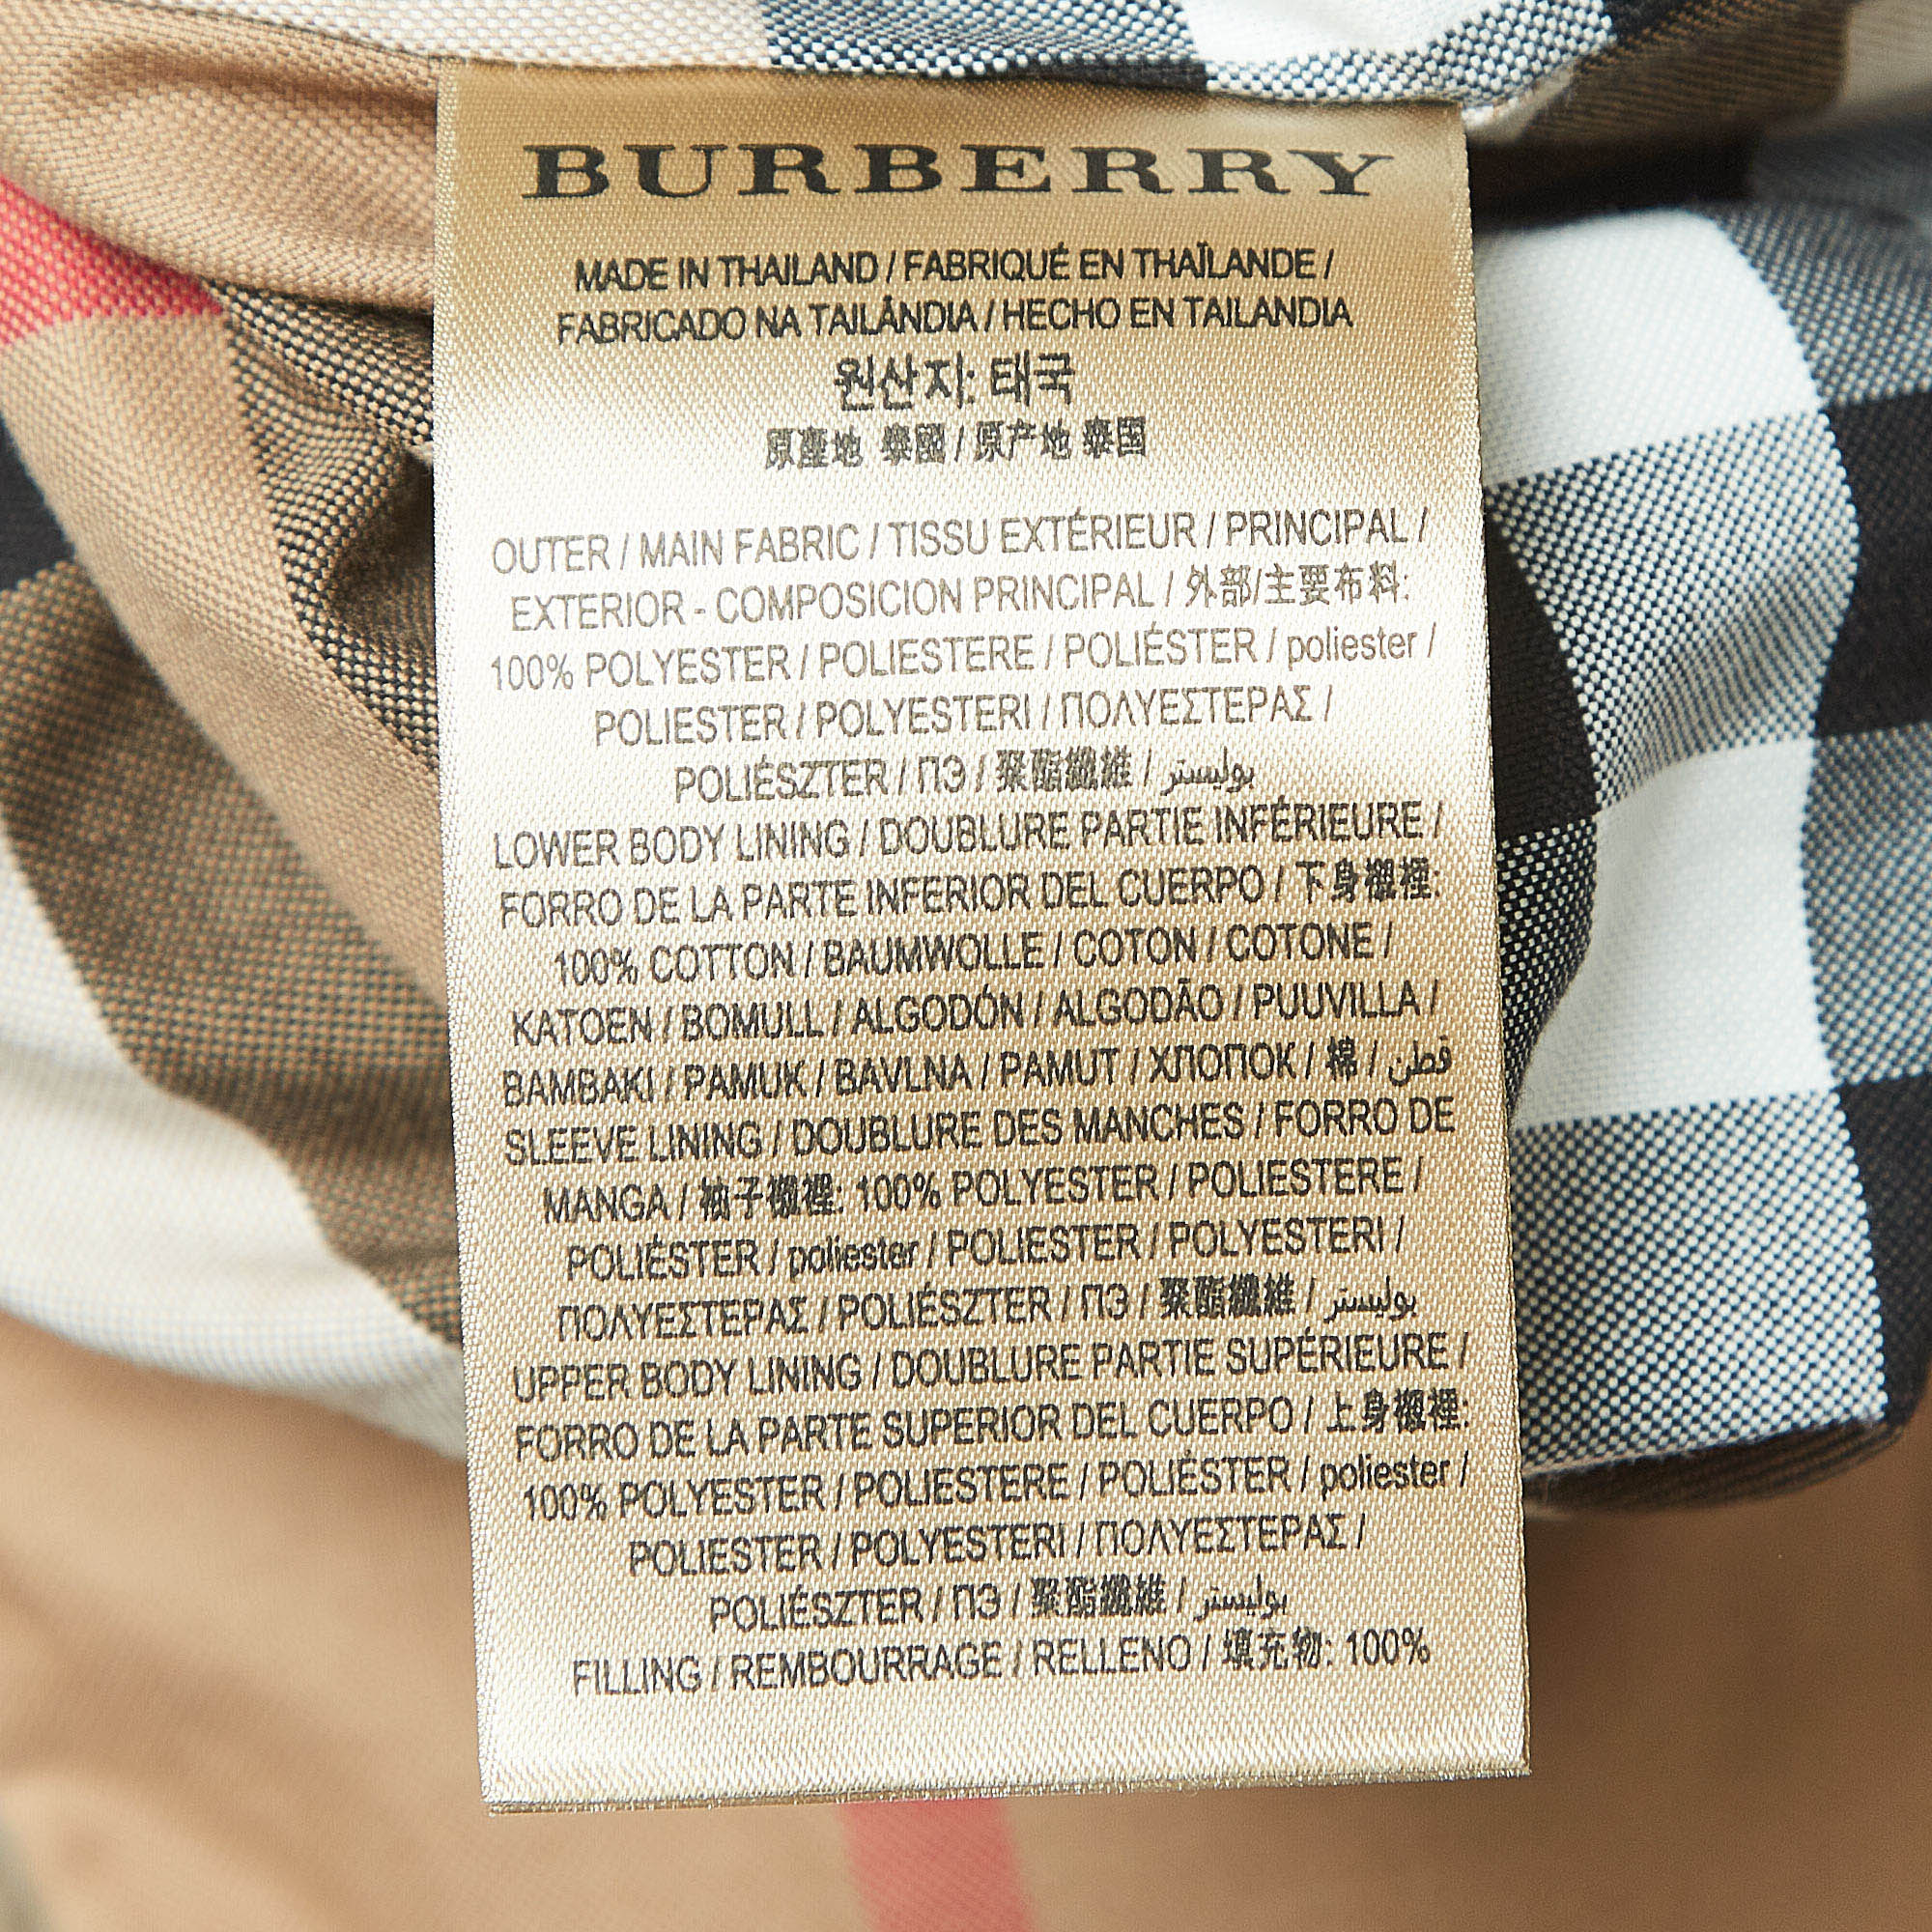 BURBERRY
MADE IN THAILAND / FABRIQUÉ EN THAÏLANDE /
FABRICADO NA TAILÂNDIA / HECHO EN TAILANDIA
원산지: 태국
原產地 泰國 / 原产地 泰国
OUTER / MAIN FABRIC / TISSU EXTÉRIEUR / PRINCIPAL /
EXTERIOR - COMPOSICION PRINCIPAL / 外部/主要布料:
100% POLYESTER / POLIESTERE / POLIÉSTER / poliester /
POLIESTER / POLYESTERI / ΠΟΛΥΕΣΤΕΡΑΣ /
POLIÉSZTER / ПЭ / 聚酯纖維 / بوليستر
LOWER BODY LINING / DOUBLURE PARTIE INFÉRIEURE /
FORRO DE LA PARTE INFERIOR DEL CUERPO / 下身襯裡:
100% COTTON / BAUMWOLLE / COTON / COTONE /
KATOEN / BOMULL / ALGODÓN / ALGODÃO / PUUVILLA /
BAMBAKI / PAMUK / BAVLNA / PAMUT / ХЛОПОК / 棉 / قطن
SLEEVE LINING / DOUBLURE DES MANCHES / FORRO DE
MANGA / 袖子襯裡: 100% POLYESTER / POLIESTERE /
POLIÉSTER / poliester / POLIESTER / POLYESTERI /
ΠΟΛΥΕΣΤΕΡΑΣ / POLIÉSZTER / ПЭ / 聚酯纖維 / بوليستر
UPPER BODY LINING / DOUBLURE PARTIE SUPÉRIEURE /
FORRO DE LA PARTE SUPERIOR DEL CUERPO / 上身襯裡:
100% POLYESTER / POLIESTERE / POLIÉSTER / poliester /
POLIESTER / POLYESTERI / ΠΟΛΥΕΣΤΕΡΑΣ /
POLIÉSZTER / ПЭ / 聚酯纖維 / بوليستر
FILLING / REMBOURRAGE / RELLENO / 填充物: 100%